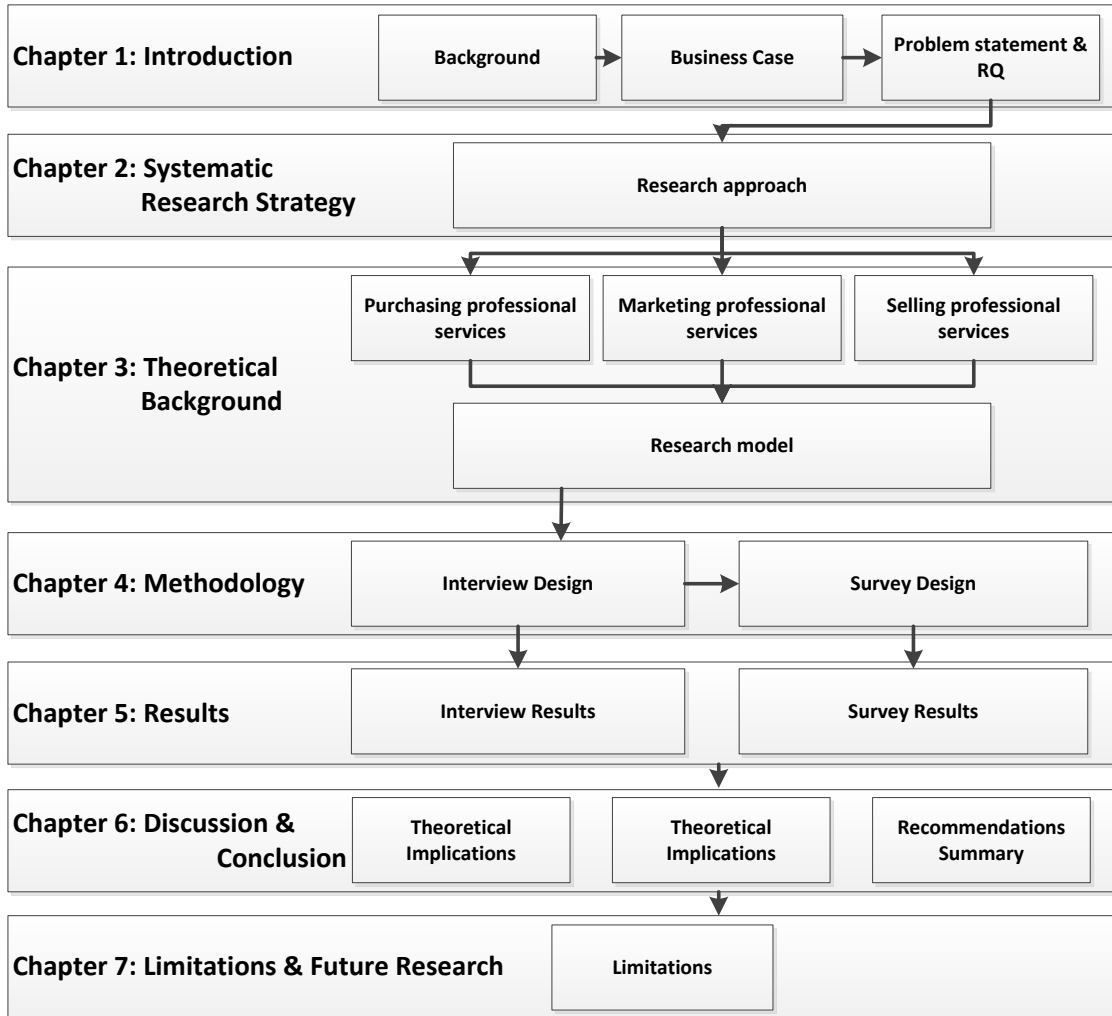 Chapter 1: Introduction
Background
Business Case
Problem statement &
RQ
Chapter 2: Systematic
Research Strategy
Research approach
Chapter 3: Theoretical
Background
Purchasing professional
services
Marketing professional
services
Selling professional
services
Research model
Chapter 4: Methodology
Interview Design
Survey Design
Chapter 5: Results
Interview Results
Survey Results
Chapter 6: Discussion &
Conclusion
Theoretical
Implications
Theoretical
Implications
Recommendations
Summary
Chapter 7: Limitations & Future Research
Limitations